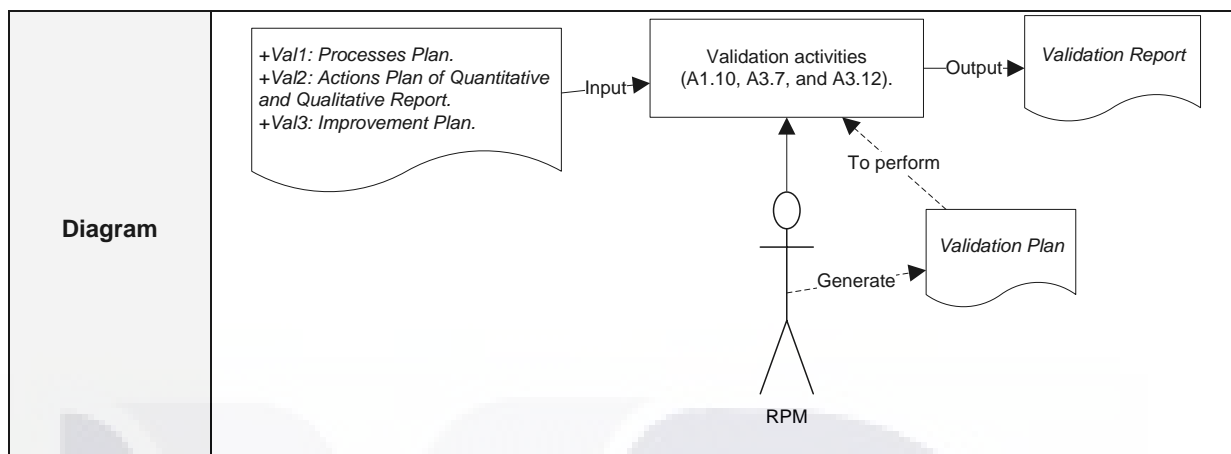 Diagram
+Val1: Processes Plan.
+Val2: Actions Plan of Quantitative
and Qualitative Report.
+Val3: Improvement Plan.
Input
Validation activities
(A1.10, A3.7, and A3.12).
Output
Validation Report
To perform
Validation Plan
Generate
RPM